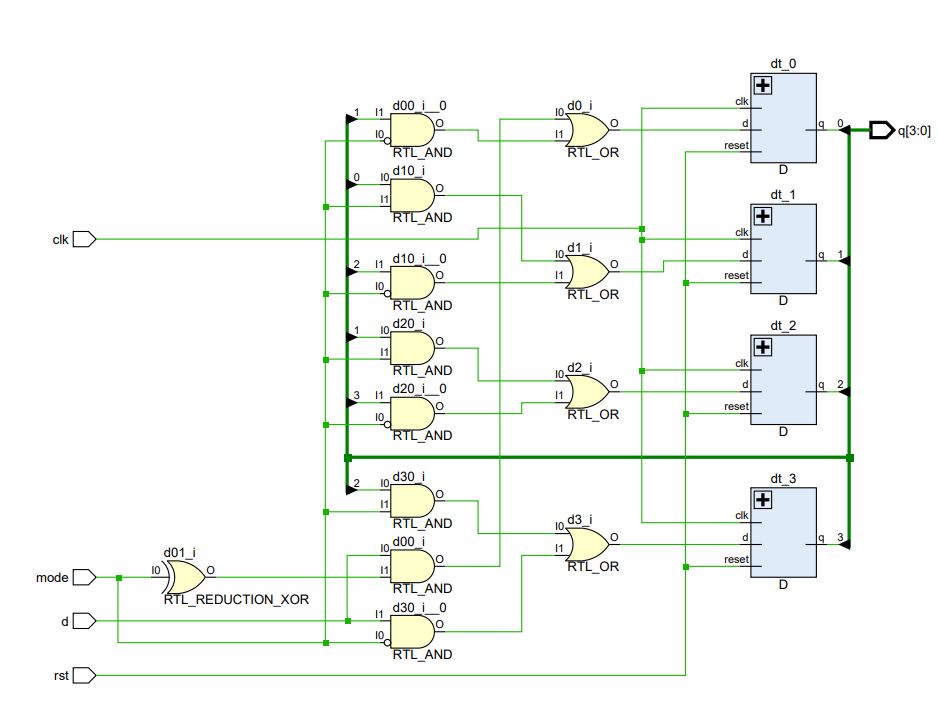 dt_0
clk
d
reset
q
0
D
q[3:0]
1
I1
I0
d00_i__0
O
RTL_AND
I0
I1
d0_i
O
RTL_OR
0
I0
I1
d10_i
O
RTL_AND
dt_1
clk
d
reset
q
1
D
clk
2
I1
I0
d10_i__0
O
RTL_AND
I0
I1
d1_i
O
RTL_OR
1
I0
I1
d20_i
O
RTL_AND
dt_2
clk
d
reset
q
2
D
3
I1
I0
d20_i__0
O
RTL_AND
I0
I1
d2_i
O
RTL_OR
2
I0
I1
d30_i
O
RTL_AND
dt_3
clk
d
reset
q
3
D
I0
I1
d3_i
O
RTL_OR
mode
I0
d01_i
O
RTL_REDUCTION_XOR
I0
I1
d00_i
O
RTL_AND
d
I1
I0
d30_i__0
O
RTL_AND
rst